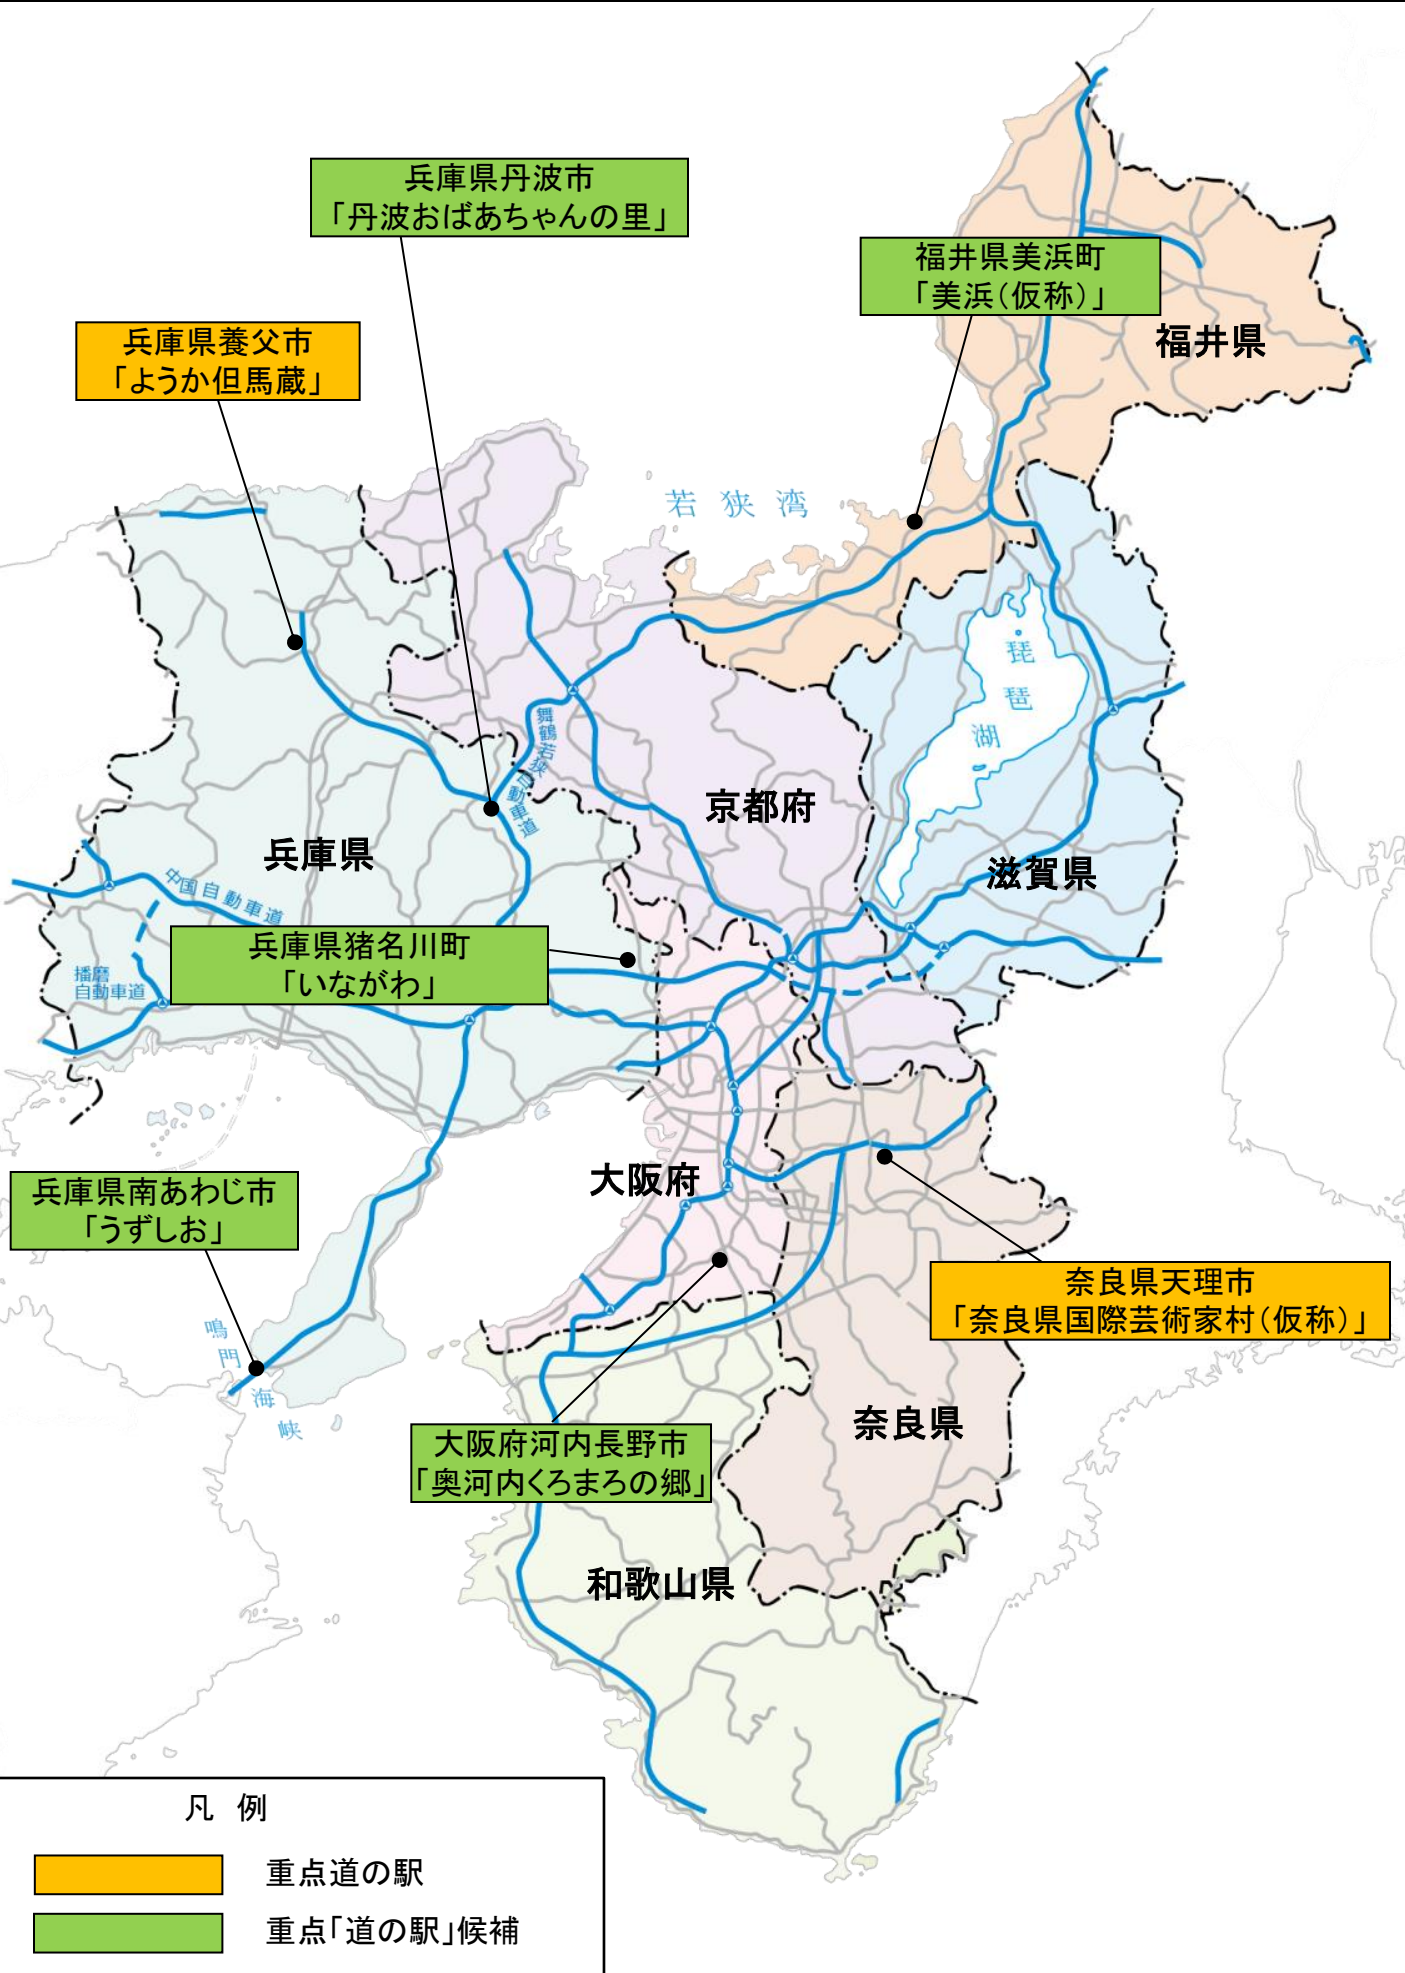 兵庫県丹波市
「丹波おばあちゃんの里」
福井県美浜町
「美浜(仮称)」
兵庫県養父市
「ようか但馬蔵」
福井県
若狭湾
琵琶湖
舞鶴若狭自動車道
京都府
兵庫県
滋賀県
中国自動車道
兵庫県猪名川町
「いながわ」
播磨
自動車道
大阪府
兵庫県南あわじ市
「うずしお」
奈良県天理市
「奈良県国際芸術家村(仮称)」
鳴門海峡
奈良県
大阪府河内長野市
「奥河内くろまろの郷」
和歌山県
凡 例
重点道の駅
重点「道の駅」候補